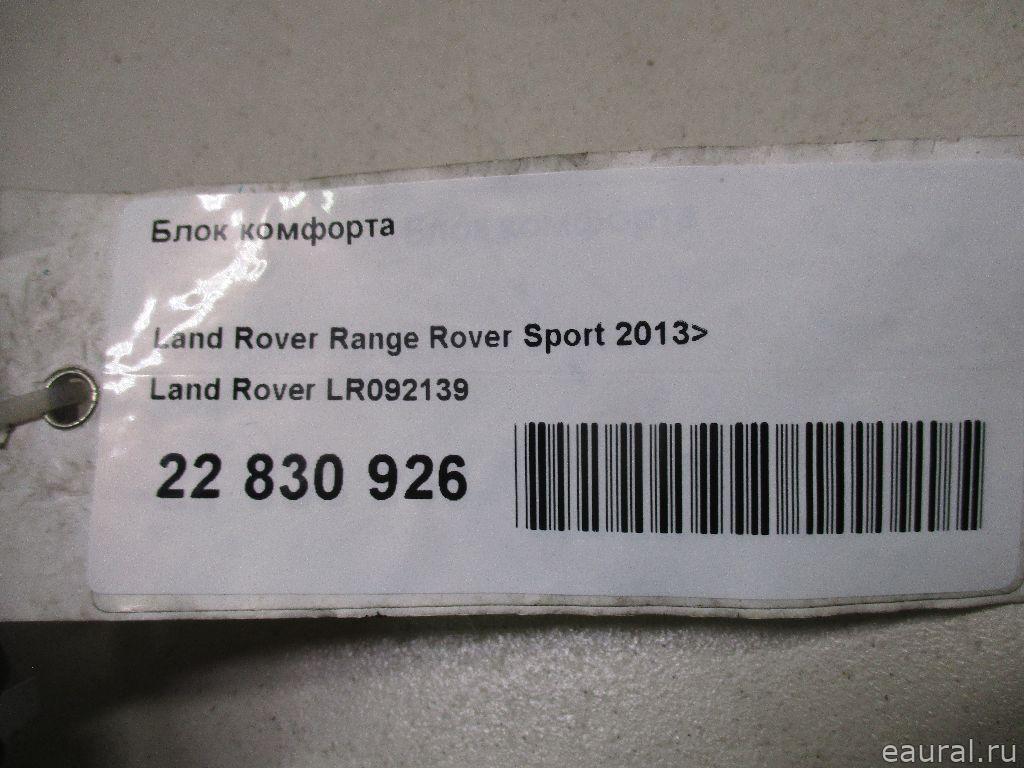 Блок комфорта
Land Rover Range Rover Sport 2013>
Land Rover LR092139
22 830 926
eaural.ru